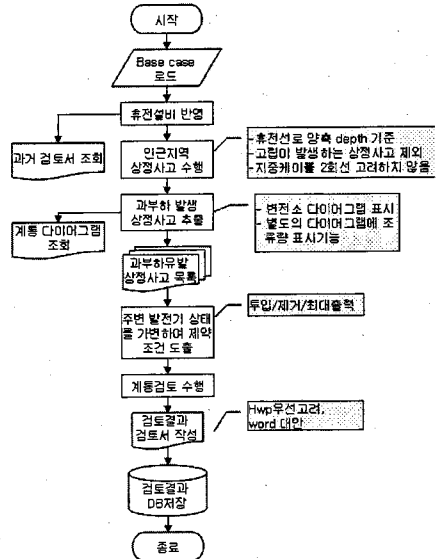 시작
Base case
로드
휴전설비 반영
과거 검토서 조회
인근지역
상정사고 수행
- 휴전선로 양측 depth 기준
- 고립이 발생하는 상정사고 제외
- 지중케이블 2회선 고려하지 않음
과부하 발생
상정사고 추출
계통 다이어그램
조회
- 변전소 다이어그램 표시
- 별도의 다이어그램에 조
류량 표시기능
과부하유발
상정사고 목록
주변 발전기 상태
를 가변하며 제약
조건 도출
투입/제거/최대출력
계통검토 수행
검토결과
검토서 작성
Hwp우선고려,
word 대안
검토결과
DB저장
종료